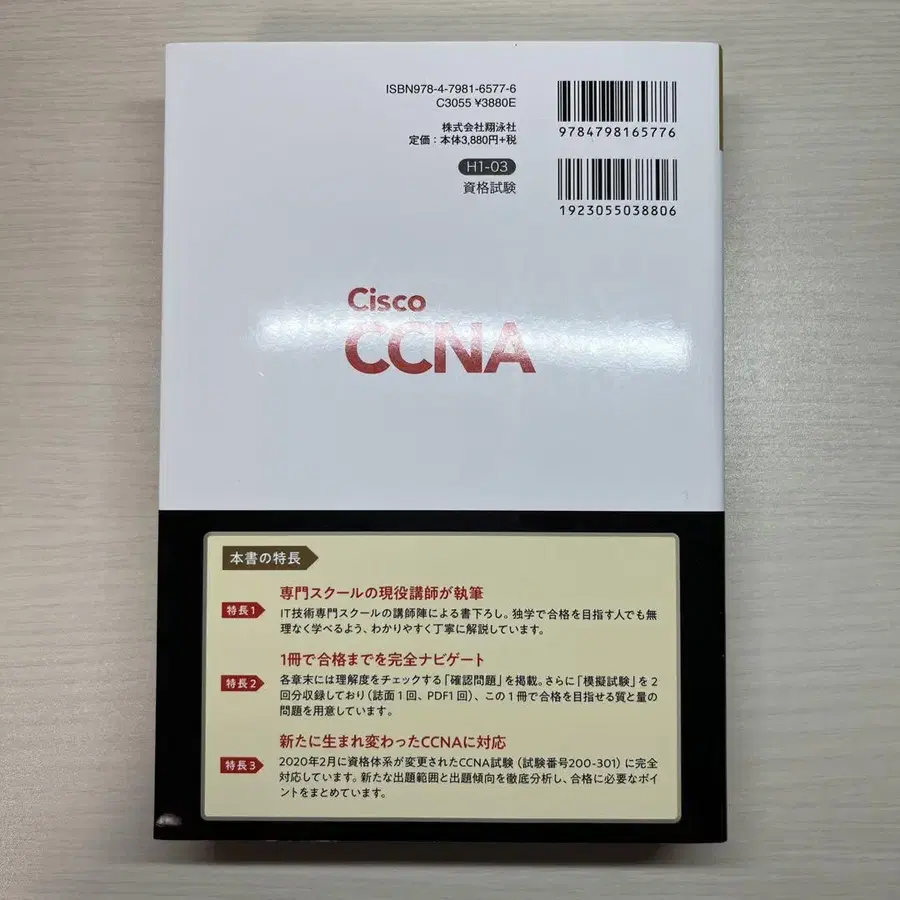 ISBN978-4-7981-6577-6
C3055 ¥3880E
株式会社翔泳社
定価：本体3,880円+税
H1-03
資格試験
9784798165776
1923055038806
Cisco
CCNA
本書の特長
特長1
専門スクールの現役講師が執筆
IT技術専門スクールの講師陣による書下ろし。独学で合格を目指す人でも無
理なく学べるよう、わかりやすく丁寧に解説しています。
特長2
1冊で合格までを完全ナビゲート
各章末には理解度をチェックする「確認問題」を掲載。さらに「模擬試験」を2
回分収録しており（誌面1回、PDF1回）、この1冊で合格を目指せる質と量の
問題を用意しています。
特長3
新たに生まれ変わったCCNAに対応
2020年2月に資格体系が変更されたCCNA試験（試験番号200-301）に完全
対応しています。新たな出題範囲と出題傾向を徹底分析し、合格に必要なポイ
ントをまとめています。